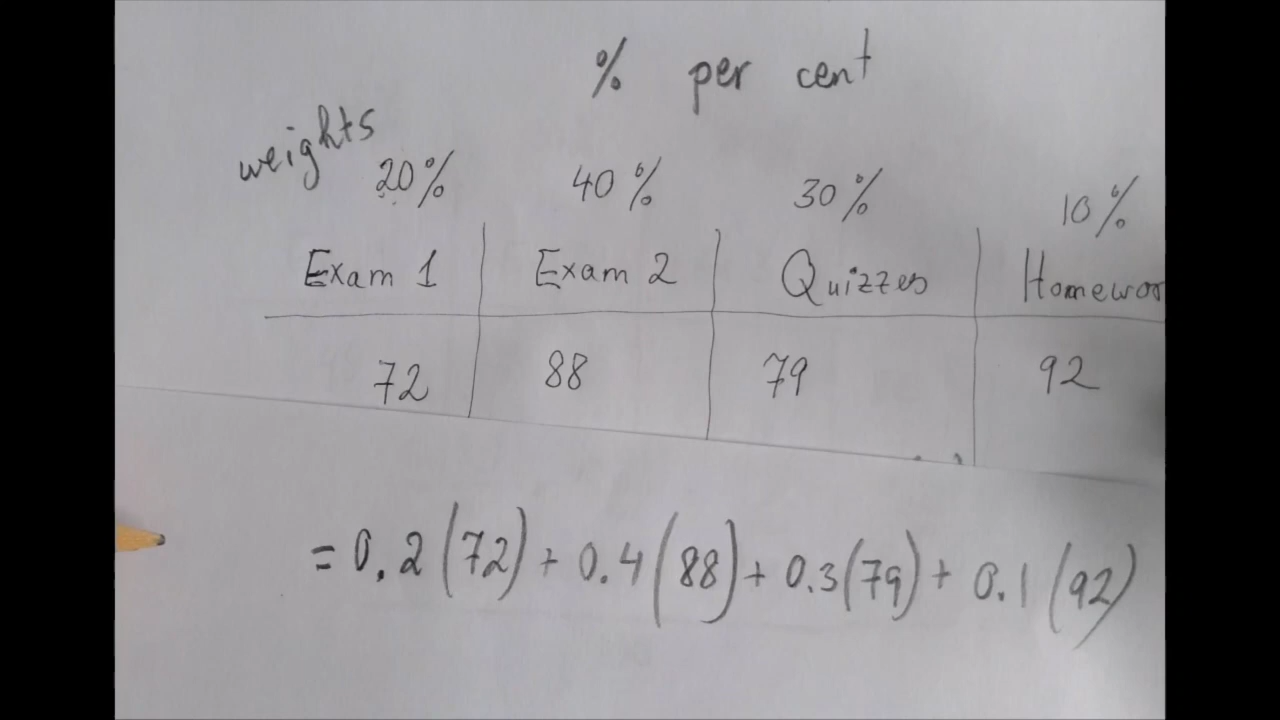 % per cent
weights
20% 40% 30% 10%
Exam 1 Exam 2 Quizzes Homewor
72 88 79 92
= 0.2 (72) + 0.4 (88) + 0.3 (79) + 0.1 (92)